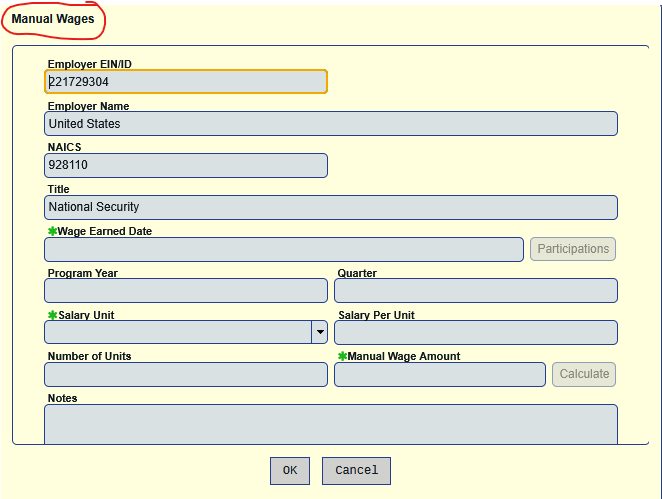 Manual Wages
Employer EIN/ID
221729304
Employer Name
United States
NAICS
928110
Title
National Security
✱Wage Earned Date
Participations
Program Year Quarter
✱Salary Unit Salary Per Unit
Number of Units ✱Manual Wage Amount
Calculate
Notes
OK Cancel